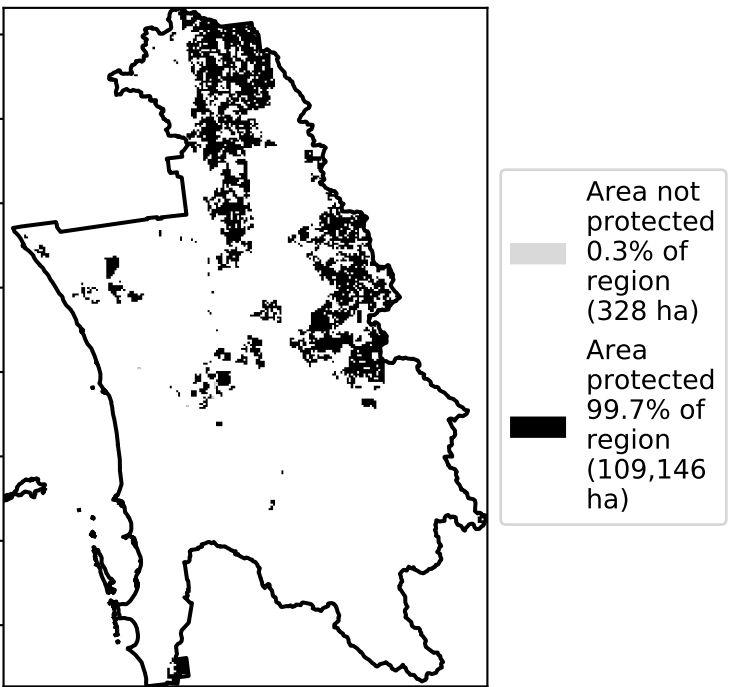 Area not
protected
0.3% of
region
(328 ha)
Area
protected
99.7% of
region
(109,146
ha)